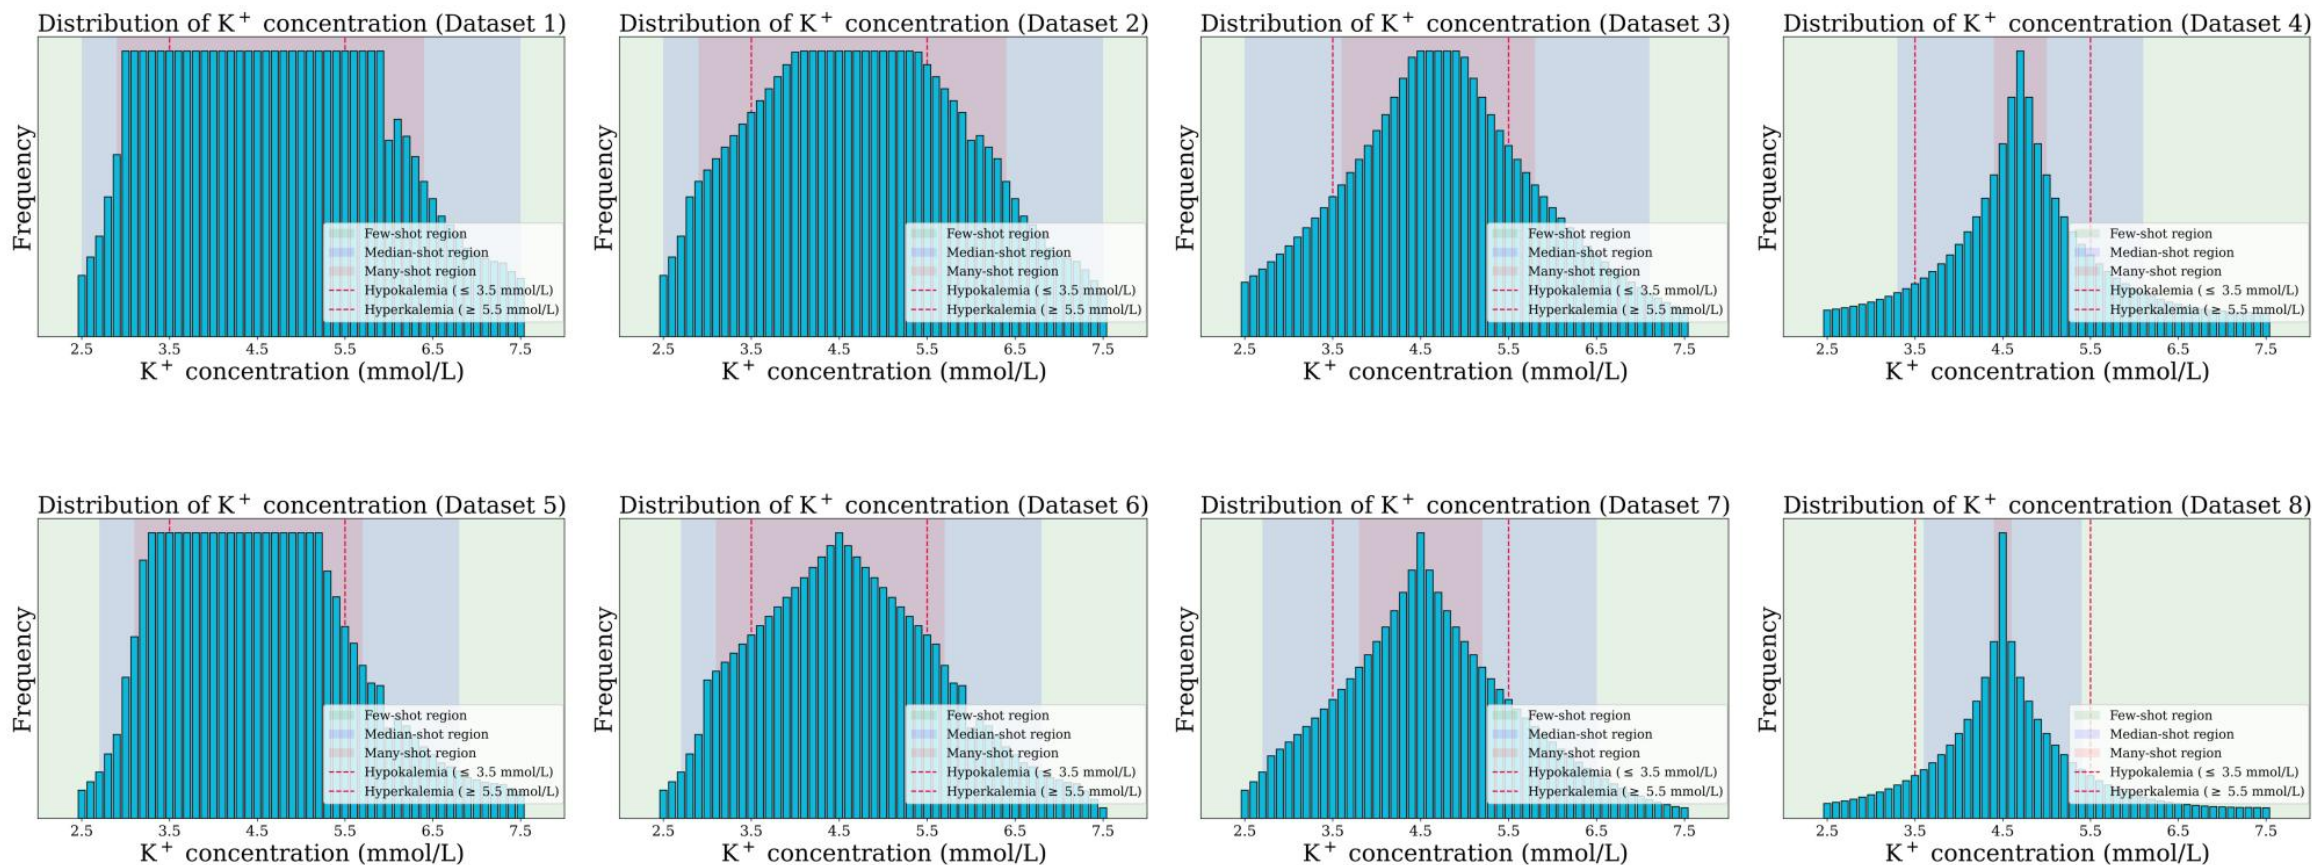 Distribution of K⁺ concentration (Dataset 1)
Frequency
Few-shot region
Median-shot region
Many-shot region
Hypokalemia (≤ 3.5 mmol/L)
Hyperkalemia (≥ 5.5 mmol/L)
2.5 3.5 4.5 5.5 6.5 7.5
K⁺ concentration (mmol/L)
Distribution of K⁺ concentration (Dataset 2)
Frequency
Few-shot region
Median-shot region
Many-shot region
Hypokalemia (≤ 3.5 mmol/L)
Hyperkalemia (≥ 5.5 mmol/L)
2.5 3.5 4.5 5.5 6.5 7.5
K⁺ concentration (mmol/L)
Distribution of K⁺ concentration (Dataset 3)
Frequency
Few-shot region
Median-shot region
Many-shot region
Hypokalemia (≤ 3.5 mmol/L)
Hyperkalemia (≥ 5.5 mmol/L)
2.5 3.5 4.5 5.5 6.5 7.5
K⁺ concentration (mmol/L)
Distribution of K⁺ concentration (Dataset 4)
Frequency
Few-shot region
Median-shot region
Many-shot region
Hypokalemia (≤ 3.5 mmol/L)
Hyperkalemia (≥ 5.5 mmol/L)
2.5 3.5 4.5 5.5 6.5 7.5
K⁺ concentration (mmol/L)
Distribution of K⁺ concentration (Dataset 5)
Frequency
Few-shot region
Median-shot region
Many-shot region
Hypokalemia (≤ 3.5 mmol/L)
Hyperkalemia (≥ 5.5 mmol/L)
2.5 3.5 4.5 5.5 6.5 7.5
K⁺ concentration (mmol/L)
Distribution of K⁺ concentration (Dataset 6)
Frequency
Few-shot region
Median-shot region
Many-shot region
Hypokalemia (≤ 3.5 mmol/L)
Hyperkalemia (≥ 5.5 mmol/L)
2.5 3.5 4.5 5.5 6.5 7.5
K⁺ concentration (mmol/L)
Distribution of K⁺ concentration (Dataset 7)
Frequency
Few-shot region
Median-shot region
Many-shot region
Hypokalemia (≤ 3.5 mmol/L)
Hyperkalemia (≥ 5.5 mmol/L)
2.5 3.5 4.5 5.5 6.5 7.5
K⁺ concentration (mmol/L)
Distribution of K⁺ concentration (Dataset 8)
Frequency
Few-shot region
Median-shot region
Many-shot region
Hypokalemia (≤ 3.5 mmol/L)
Hyperkalemia (≥ 5.5 mmol/L)
2.5 3.5 4.5 5.5 6.5 7.5
K⁺ concentration (mmol/L)